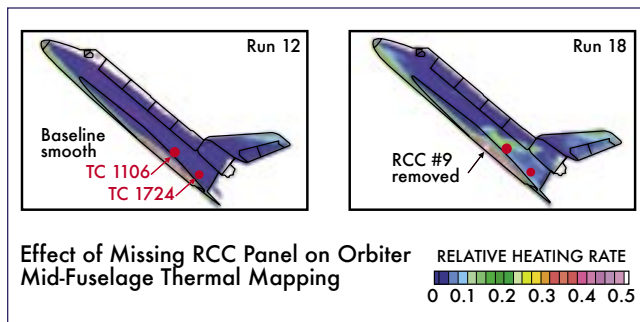 Run 12
Baseline
smooth
TC 1106
TC 1724
Run 18
RCC #9
removed
Effect of Missing RCC Panel on Orbiter
Mid-Fuselage Thermal Mapping
RELATIVE HEATING RATE
0 0.1 0.2 0.3 0.4 0.5